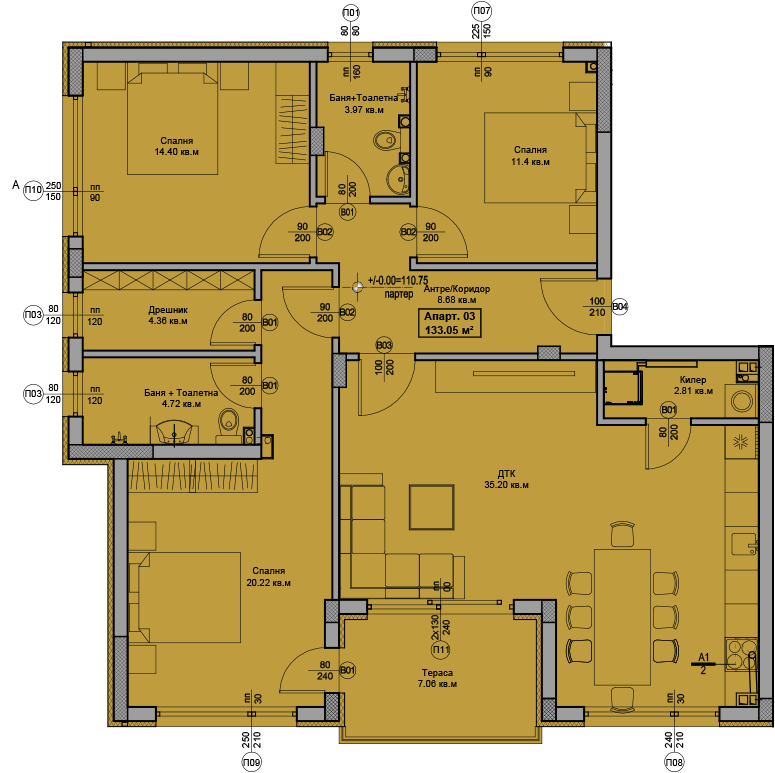 П01
80
80
П07
225
150
пп
160
пп
90
Баня+Тоалетна
3.97 кв.м
Спалня
14.40 кв.м
Спалня
11.4 кв.м
А
П10
250
150
пп
90
80
200
В01
90
200
В02
В02
90
200
+/-0.00=110.75
партер
Антре/Коридор
8.68 кв.м
100
210
В04
Апарт. 03
133.05 м²
Дрешник
4.36 кв.м
П03
80
120
пп
120
80
200
В01
90
200
В02
В03
100
200
80
200
В01
П03
80
120
пп
120
Баня + Тоалетна
4.72 кв.м
Килер
2.81 кв.м
В01
80
200
ДТК
35.20 кв.м
Спалня
20.22 кв.м
пп
00
2x130
240
П11
80
240
В01
Тераса
7.06 кв.м
А1
2
пп
30
250
210
П09
пп
30
240
210
П08